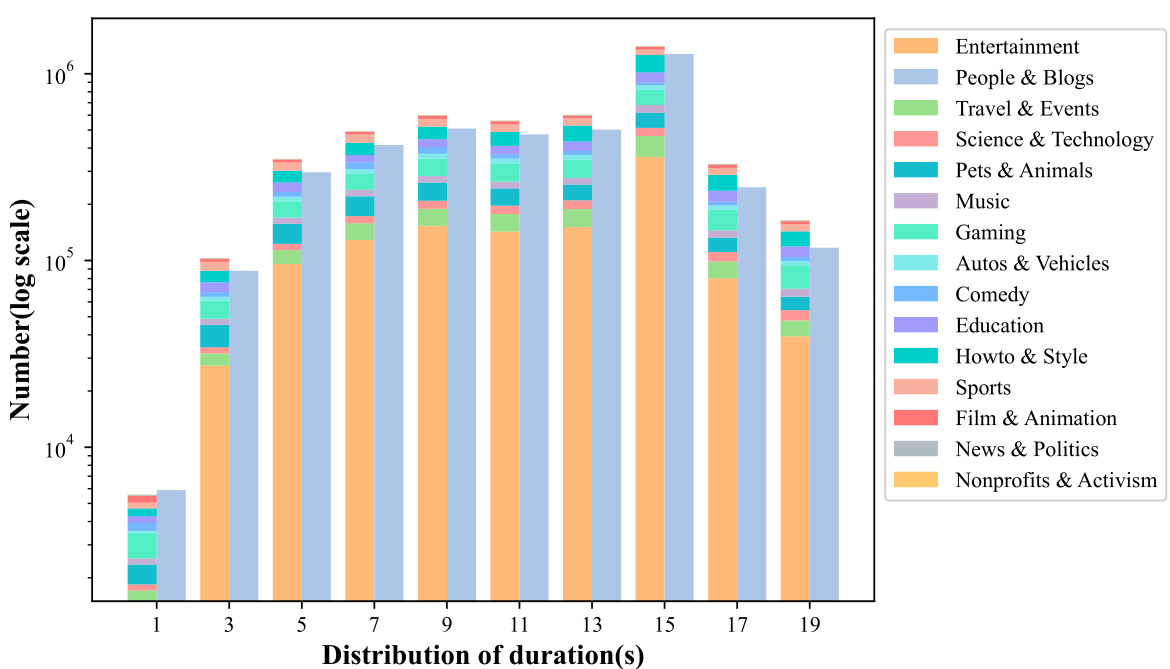 Number(log scale)
10^6
10^5
10^4
1 3 5 7 9 11 13 15 17 19
Distribution of duration(s)
Entertainment
People & Blogs
Travel & Events
Science & Technology
Pets & Animals
Music
Gaming
Autos & Vehicles
Comedy
Education
Howto & Style
Sports
Film & Animation
News & Politics
Nonprofits & Activism